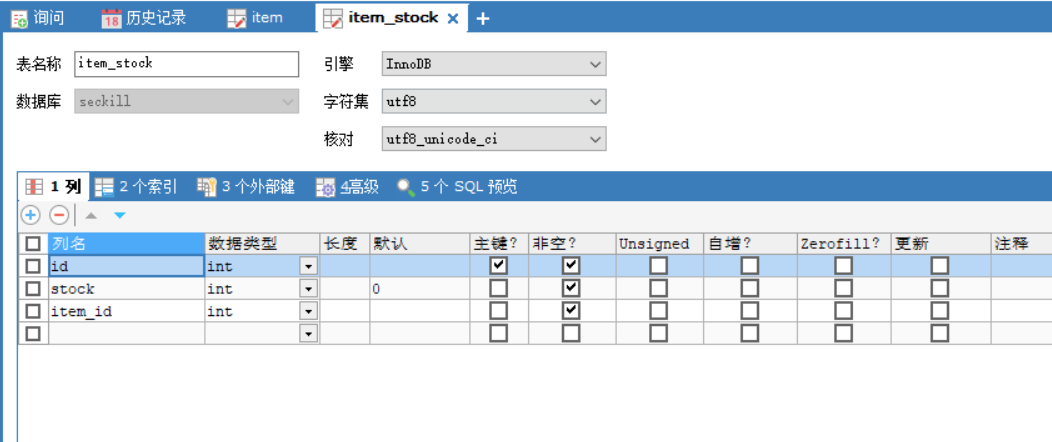 询问 18 历史记录 item item_stock × +
表名称 item_stock 引擎 InnoDB
数据库 seckill 字符集 utf8
核对 utf8_unicode_ci
1 列 2 个索引 3 个外部键 4高级 5 个 SQL 预览
列名 数据类型 长度 默认 主键? 非空? Unsigned 自增? Zerofill? 更新 注释
id int
stock int 0
item_id int